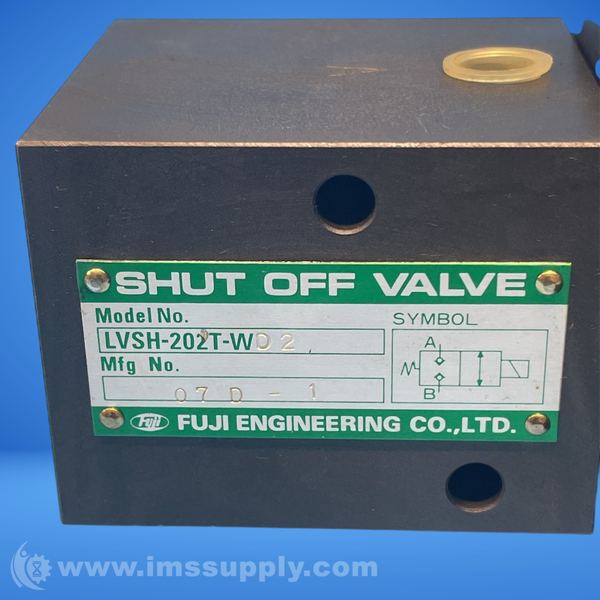 SHUT OFF VALVE
Model No.
LVSH-202T-WD2
Mfg No.
07D-1
SYMBOL
A
B
Fuji FUJI ENGINEERING CO.,LTD.
www.imssupply.com